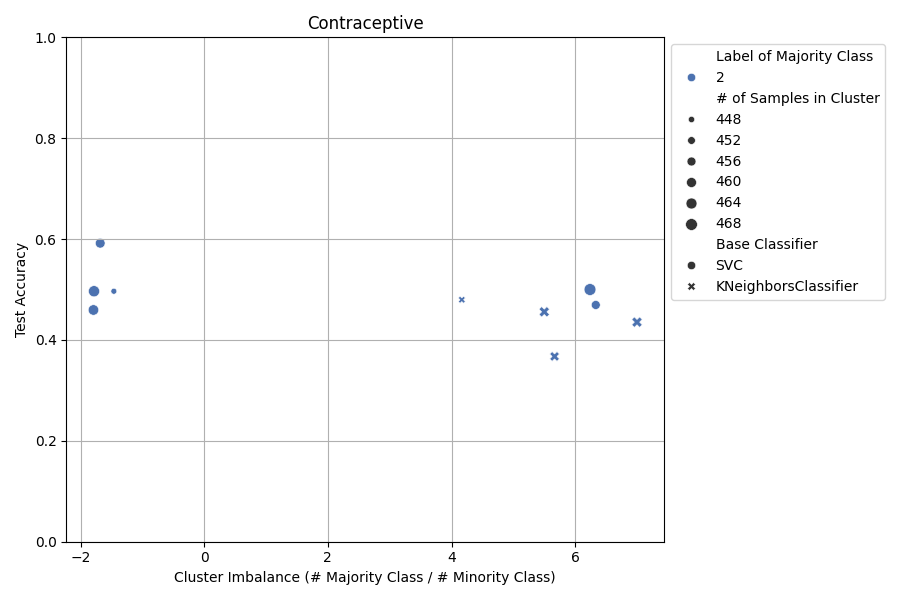 Contraceptive
1.0
0.8
0.6
0.4
0.2
0.0
Test Accuracy
−2
0
2
4
6
Cluster Imbalance (# Majority Class / # Minority Class)
Label of Majority Class
2
# of Samples in Cluster
448
452
456
460
464
468
Base Classifier
SVC
KNeighborsClassifier